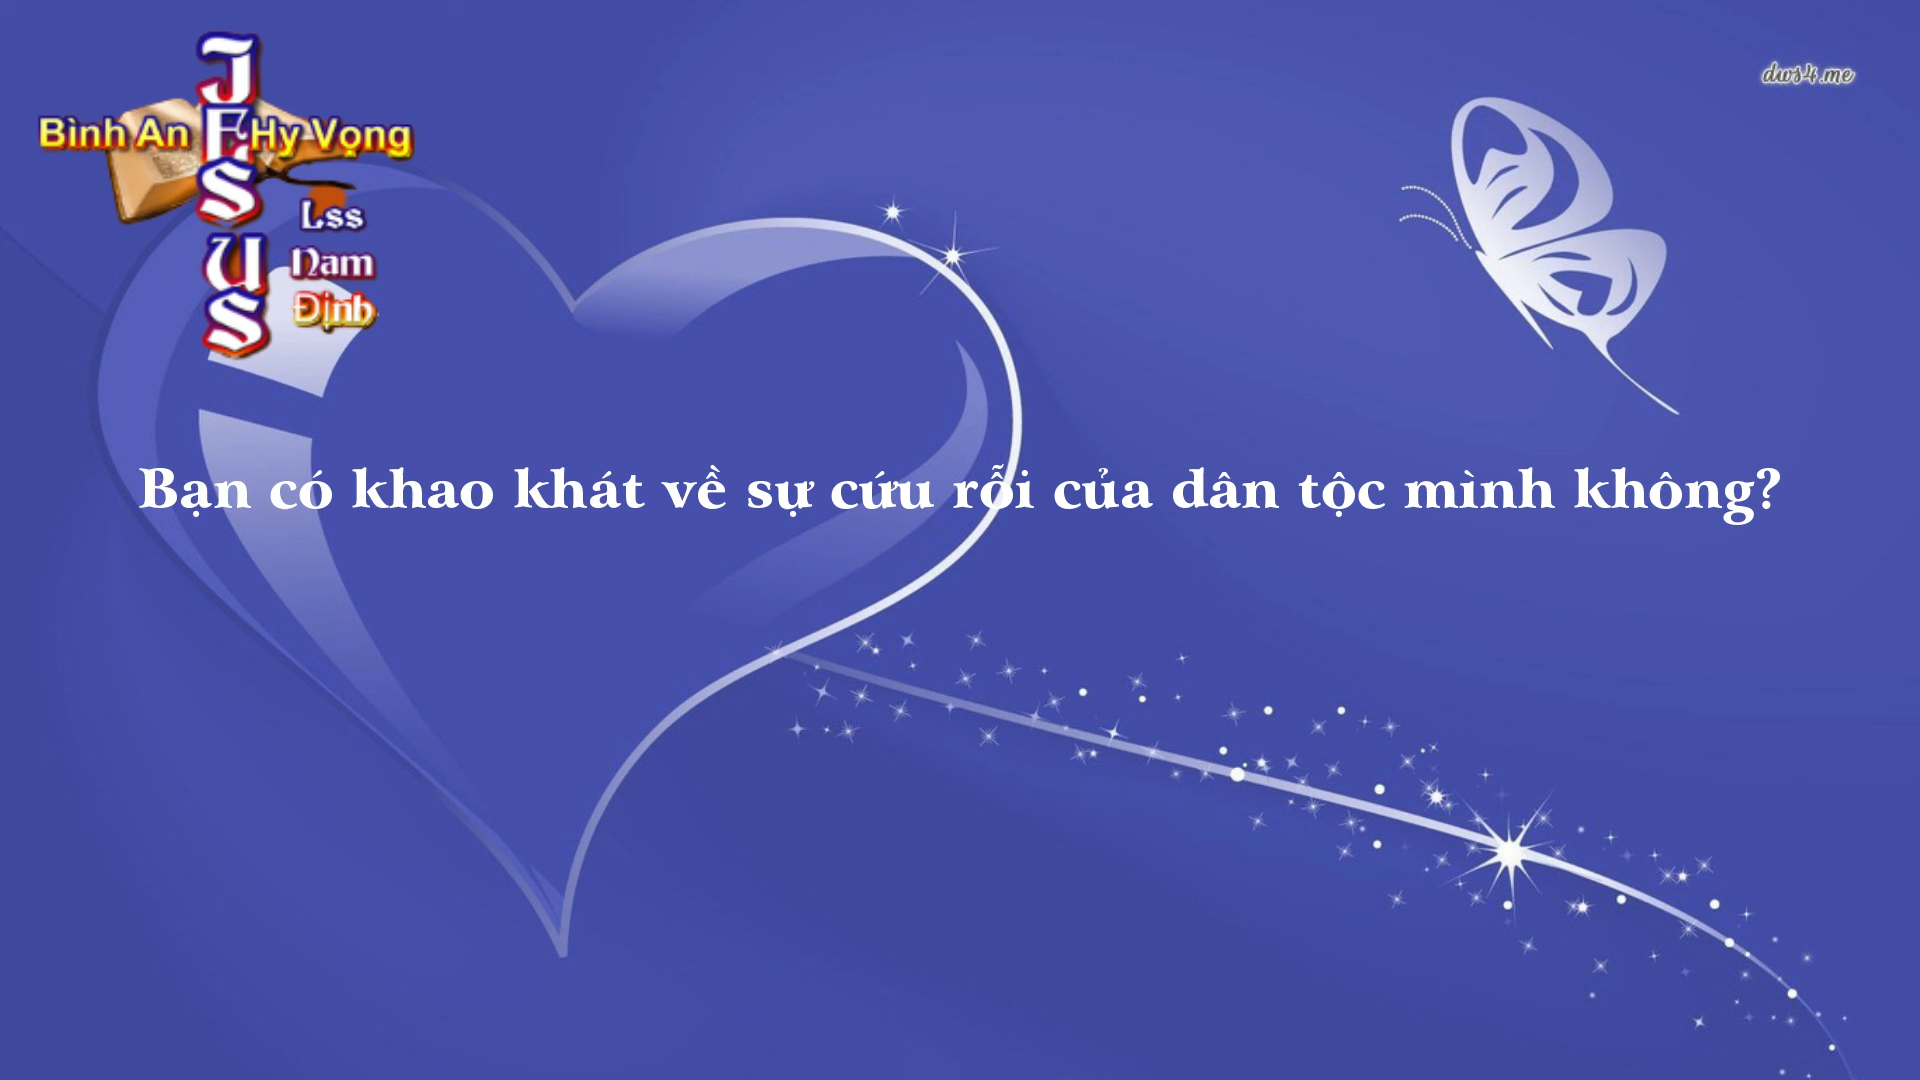 JESUS
Bình An Hy Vọng
Lss
Nam
Định
dws4.me
Bạn có khao khát về sự cứu rỗi của dân tộc mình không?